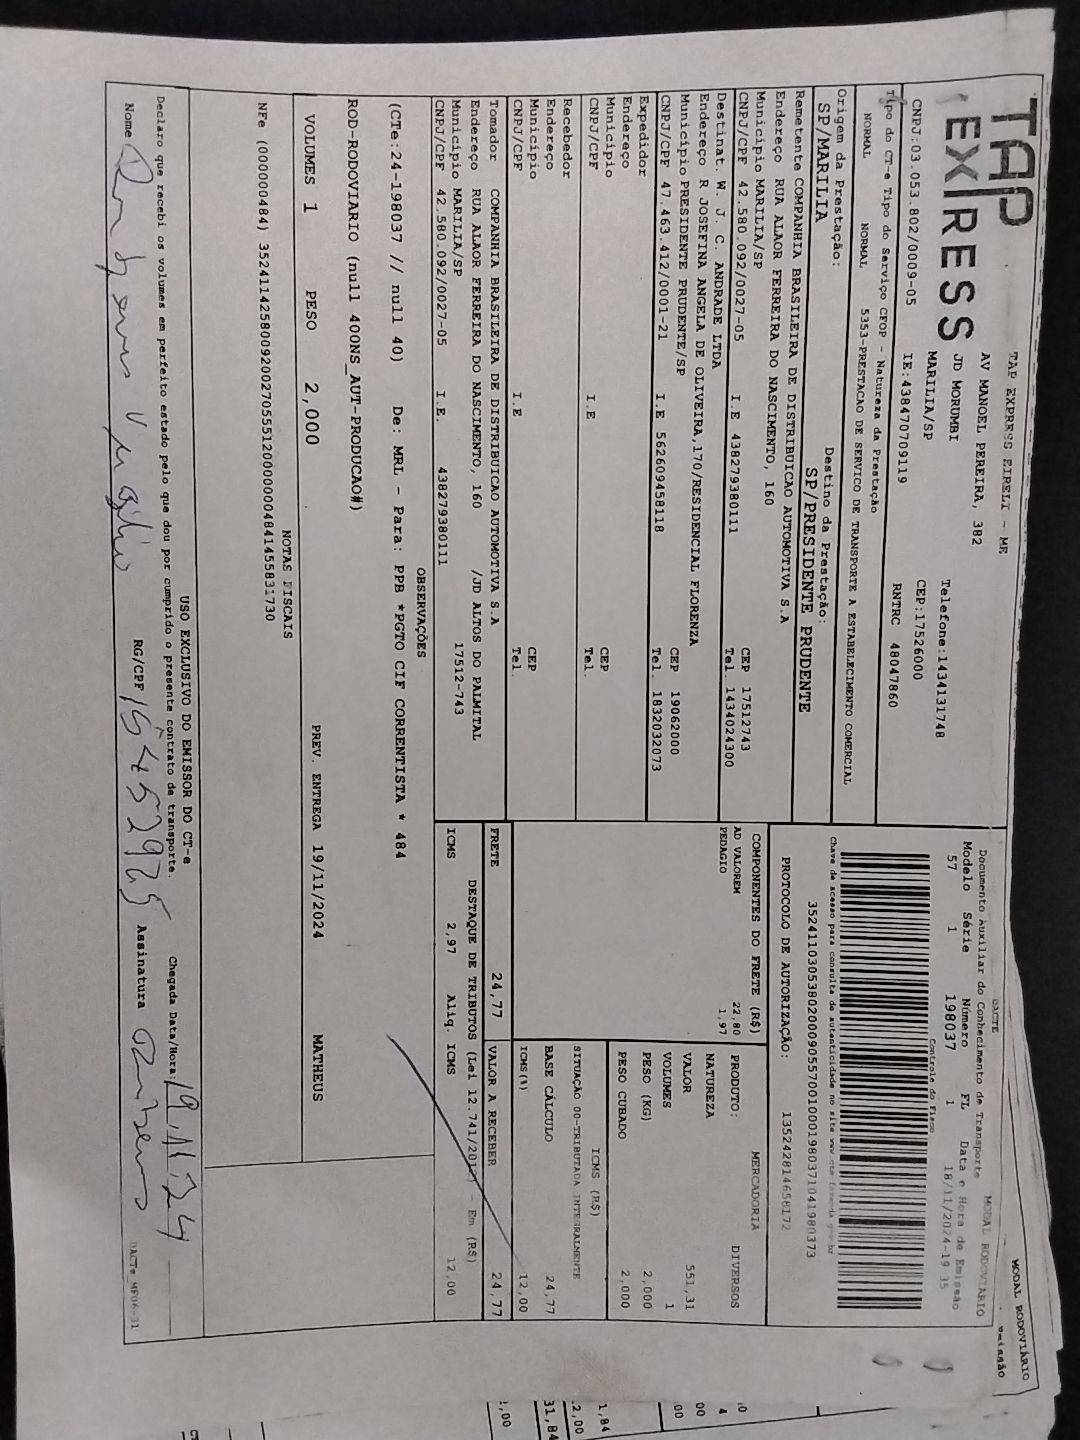 TAP
EXPRESS
TAP EXPRESS EIRELI - ME
AV MANOEL PEREIRA, 382
JD MORUMBI
MARILIA/SP
Telefone:1434131748
CEP:17526000
CNPJ:03.053.802/0009-05 IE:438470709119 RNTRC 48047860
Tipo do CT-e Tipo do Serviço CFOP - Natureza da Prestação
NORMAL NORMAL 5353-PRESTACAO DE SERVICO DE TRANSPORTE A ESTABELECIMENTO COMERCIAL
Origem da Prestação: Destino da Prestação:
SP/MARILIA SP/PRESIDENTE PRUDENTE
Remetente COMPANHIA BRASILEIRA DE DISTRIBUICAO AUTOMOTIVA S.A
Endereço RUA ALAOR FERREIRA DO NASCIMENTO, 160
Município MARILIA/SP CEP 17512743
CNPJ/CPF 42.580.092/0027-05 I.E 438279380111 Tel. 1434024300
Destinat. W. J. C. ANDRADE LTDA
Endereço R JOSEFINA ANGELA DE OLIVEIRA,170/RESIDENCIAL FLORENZA
Município PRESIDENTE PRUDENTE/SP CEP 19062000
CNPJ/CPF 47.463.412/0001-21 I.E 562609458118 Tel. 1832032073
Expedidor
Endereço
Município CEP
CNPJ/CPF I.E Tel.
Recebedor
Endereço
Município CEP
CNPJ/CPF I.E Tel.
Tomador COMPANHIA BRASILEIRA DE DISTRIBUICAO AUTOMOTIVA S.A
Endereço RUA ALAOR FERREIRA DO NASCIMENTO, 160 /JD ALTOS DO PALMITAL
Município MARILIA/SP 17512-743
CNPJ/CPF 42.580.092/0027-05 I.E. 438279380111
DACTE MODAL RODOVIÁRIO
Documento Auxiliar do Conhecimento de Transporte
Modelo Série Número FL Data e Hora de Emissão
57 1 198037 1 18/11/2024-19 35
Controle do Fisco
Chave de acesso para consulta de autenticidade no site www
35241103053802000905570010001980371041980373
PROTOCOLO DE AUTORIZAÇÃO: 135242814658172
COMPONENTES DO FRETE (R$)
AD VALOREM 22,80
PEDAGIO 1,97
PRODUTO: MERCADORIA
NATUREZA DIVERSOS
VALOR 551,31
VOLUMES 1
PESO (KG) 2,000
PESO CUBADO 2,000
ICMS (R$)
SITUAÇÃO 00-TRIBUTADA INTEGRALMENTE
BASE CÁLCULO 24,77
ICMS(%) 12,00
FRETE 24,77 VALOR A RECEBER 24,77
DESTAQUE DE TRIBUTOS (Lei 12.741/2012) - Em (R$)
ICMS 2,97 Aliq. ICMS 12,00
OBSERVAÇÕES
(CTe:24-198037 // null 40) De: MRL - Para: PPB *PGTO CIF CORRENTISTA * 484
ROD-RODOVIARIO (null 400NS_AUT-PRODUCAO#)
VOLUMES 1 PESO 2,000 PREV. ENTREGA 19/11/2024 MATHEUS
NOTAS FISCAIS
NFe (000000484) 35241142580092002705551200000004841455831730
USO EXCLUSIVO DO EMISSOR DO CT-e
Declaro que recebi os volumes em perfeito estado pelo que dou por cumprido o presente contrato de transporte.
Chegada Data/Hora: 19.11.24
Nome RG/CPF Assinatura
DACTe MF06-31
MODAL RODOVIÁRIO